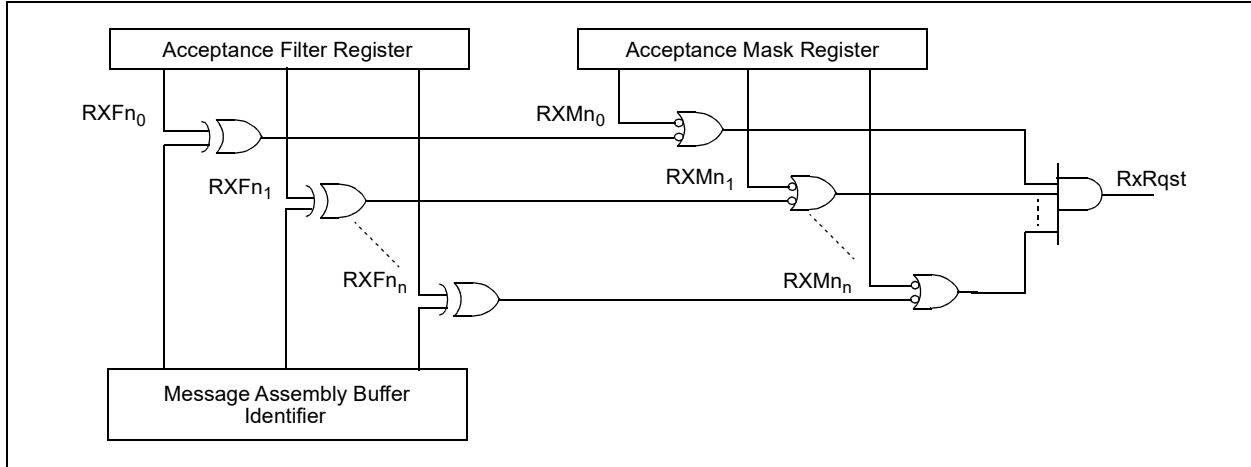 Acceptance Filter Register
Acceptance Mask Register
RXFn₀
RXMn₀
RXFn₁
RXMn₁
RxRqst
RXFnₙ
RXMnₙ
Message Assembly Buffer
Identifier